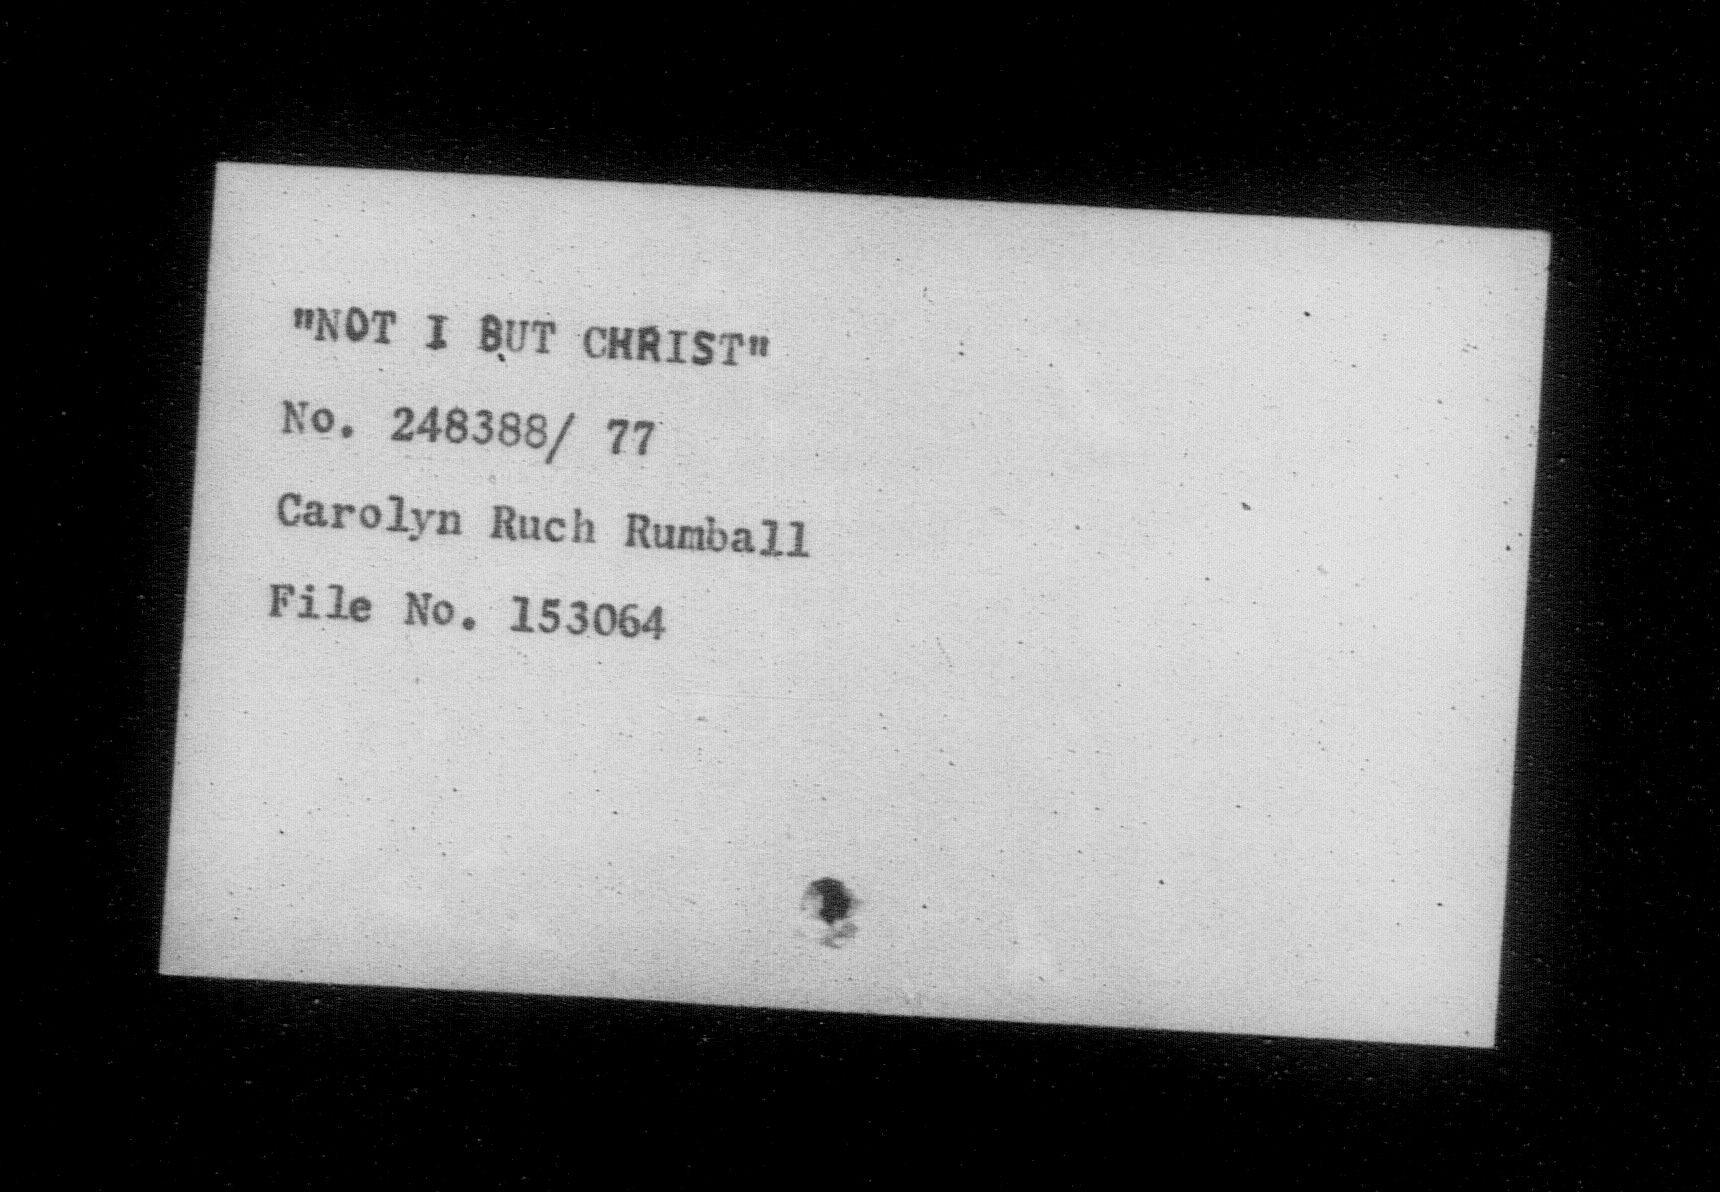 "NOT I BUT CHRIST"
No. 248388/ 77
Carolyn Ruch Rumball
File No. 153064